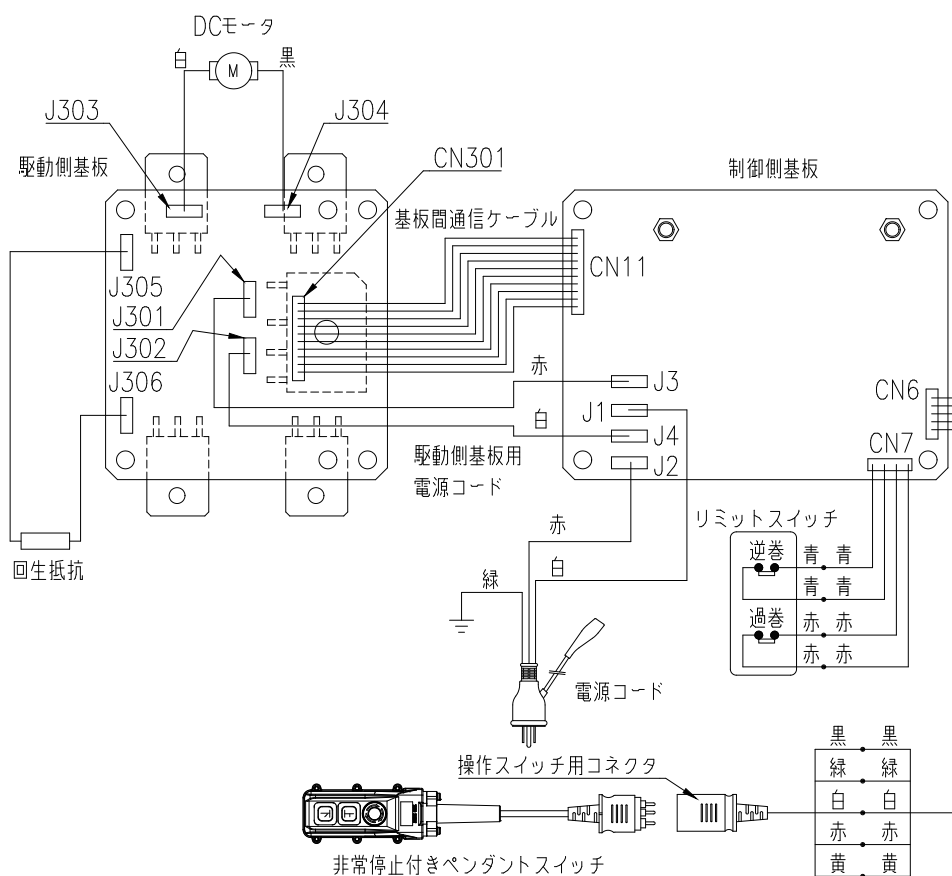 DCモータ
白
黒
M
J303
J304
駆動側基板
CN301
制御側基板
基板間通信ケーブル
CN11
J305
J301
J302
J306
赤
J3
J1
白
J4
J2
CN6
CN7
駆動側基板用
電源コード
リミットスイッチ
赤
逆巻
青 青
青 青
白
緑
過巻
赤 赤
赤 赤
回生抵抗
電源コード
操作スイッチ用コネクタ
黒 黒
緑 緑
白 白
赤 赤
黄 黄
下
上
非常停止付きペンダントスイッチ